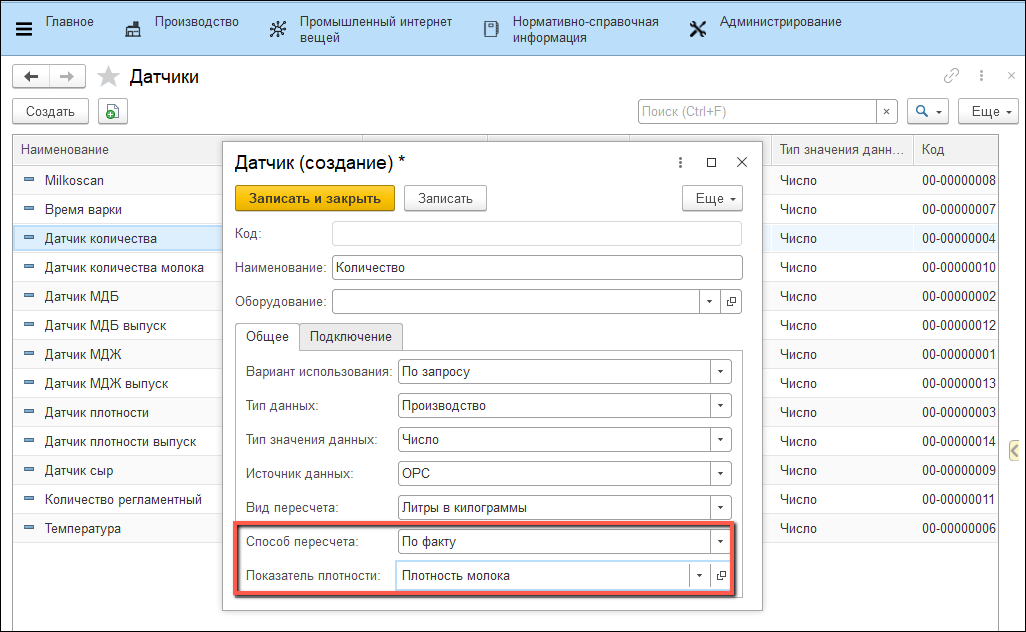 Главное
Производство
Промышленный интернет
вещей
Нормативно-справочная
информация
Администрирование
Датчики
Создать
Поиск (Ctrl+F)
Еще
Наименование
Тип значения данн...
Код
Milkoscan
Число
00-00000008
Время варки
Число
00-00000007
Датчик количества
Число
00-00000004
Датчик количества молока
Число
00-00000010
Датчик МДБ
Число
00-00000002
Датчик МДБ выпуск
Число
00-00000012
Датчик МДЖ
Число
00-00000001
Датчик МДЖ выпуск
Число
00-00000013
Датчик плотности
Число
00-00000003
Датчик плотности выпуск
Число
00-00000014
Датчик сыр
Число
00-00000009
Количество регламентный
Число
00-00000011
Температура
Число
00-00000006
Датчик (создание) *
Записать и закрыть
Записать
Еще
Код:
Наименование: Количество
Оборудование:
Общее
Подключение
Вариант использования: По запросу
Тип данных: Производство
Тип значения данных: Число
Источник данных: OPC
Вид пересчета: Литры в килограммы
Способ пересчета: По факту
Показатель плотности: Плотность молока